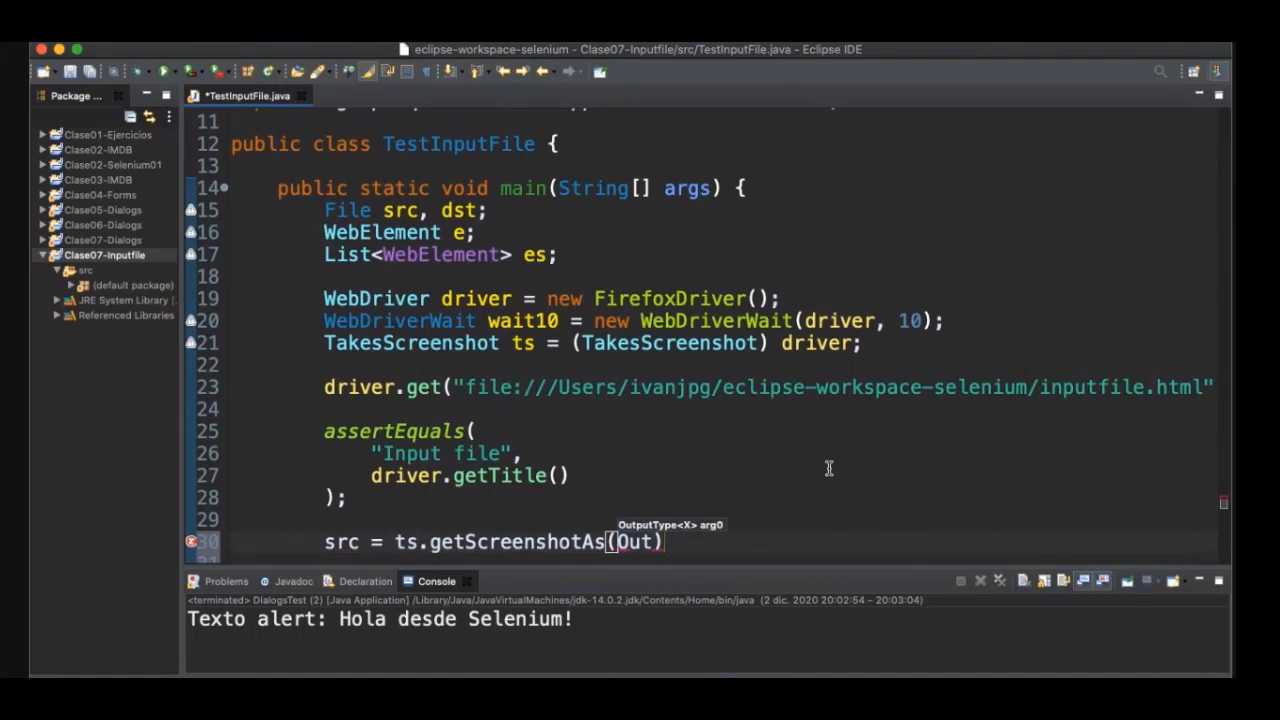 eclipse-workspace-selenium - Clase07-Inputfile/src/TestInputFile.java - Eclipse IDE
Package ...
*TestInputFile.java
Clase01-Ejercicios
Clase02-IMDB
Clase02-Selenium01
Clase03-IMDB
Clase04-Forms
Clase05-Dialogs
Clase06-Dialogs
Clase07-Dialogs
Clase07-Inputfile
src
(default package)
JRE System Library [
Referenced Libraries
11
12 public class TestInputFile {
13
14 public static void main(String[] args) {
15 File src, dst;
16 WebElement e;
17 List<WebElement> es;
18
19 WebDriver driver = new FirefoxDriver();
20 WebDriverWait wait10 = new WebDriverWait(driver, 10);
21 TakesScreenshot ts = (TakesScreenshot) driver;
22
23 driver.get("file:///Users/ivanjpg/eclipse-workspace-selenium/inputfile.html"
24
25 assertEquals(
26 "Input file",
27 driver.getTitle()
28 );
29
OutputType<X> arg0
30 src = ts.getScreenshotAs(Out)
Problems Javadoc Declaration Console
<terminated> DialogsTest (2) [Java Application] /Library/Java/JavaVirtualMachines/jdk-14.0.2.jdk/Contents/Home/bin/java (2 dic. 2020 20:02:54 – 20:03:04)
Texto alert: Hola desde Selenium!